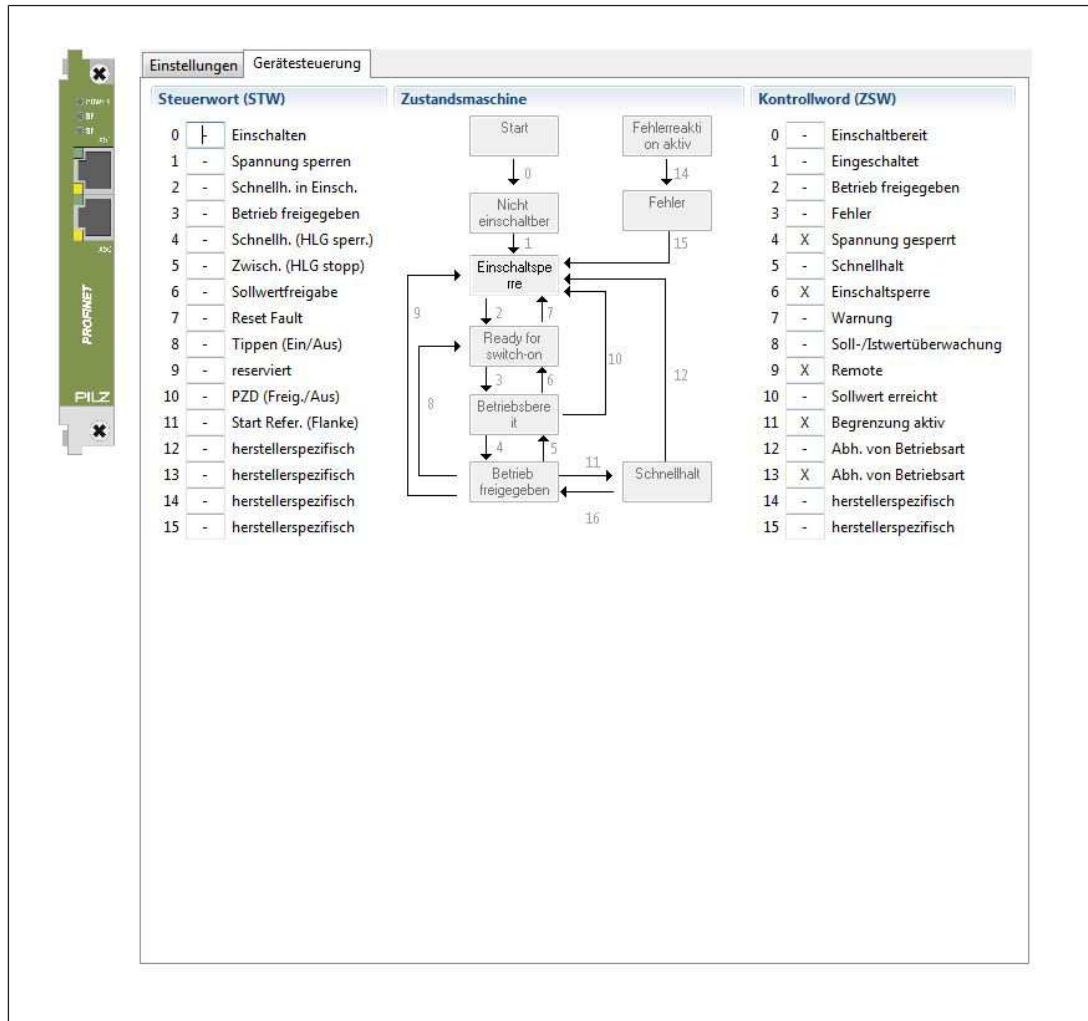 Einstellungen Gerätesteuerung
Steuerwort (STW)
0 - Einschalten
1 - Spannung sperren
2 - Schnellh. in Einsch.
3 - Betrieb freigegeben
4 - Schnellh. (HLG sperr.)
5 - Zwisch. (HLG stopp)
6 - Sollwertfreigabe
7 - Reset Fault
8 - Tippen (Ein/Aus)
9 - reserviert
10 - PZD (Freig./Aus)
11 - Start Refer. (Flanke)
12 - herstellerspezifisch
13 - herstellerspezifisch
14 - herstellerspezifisch
15 - herstellerspezifisch
Zustandsmaschine
Start
Fehlerreakti
on aktiv
0
14
Nicht
einschaltber
Fehler
1
15
Einschaltspe
rre
9
2
7
Ready for
switch-on
10
12
3
6
8
Betriebsbere
it
4
5
11
Betrieb
freigegeben
Schnellhalt
16
Kontrollword (ZSW)
0 - Einschaltbereit
1 - Eingeschaltet
2 - Betrieb freigegeben
3 - Fehler
4 X Spannung gesperrt
5 - Schnellhalt
6 X Einschaltsperre
7 - Warnung
8 - Soll-/Istwertüberwachung
9 X Remote
10 - Sollwert erreicht
11 X Begrenzung aktiv
12 - Abh. von Betriebsart
13 X Abh. von Betriebsart
14 - herstellerspezifisch
15 - herstellerspezifisch
POWER
BF
SF
PROFINET
PILZ